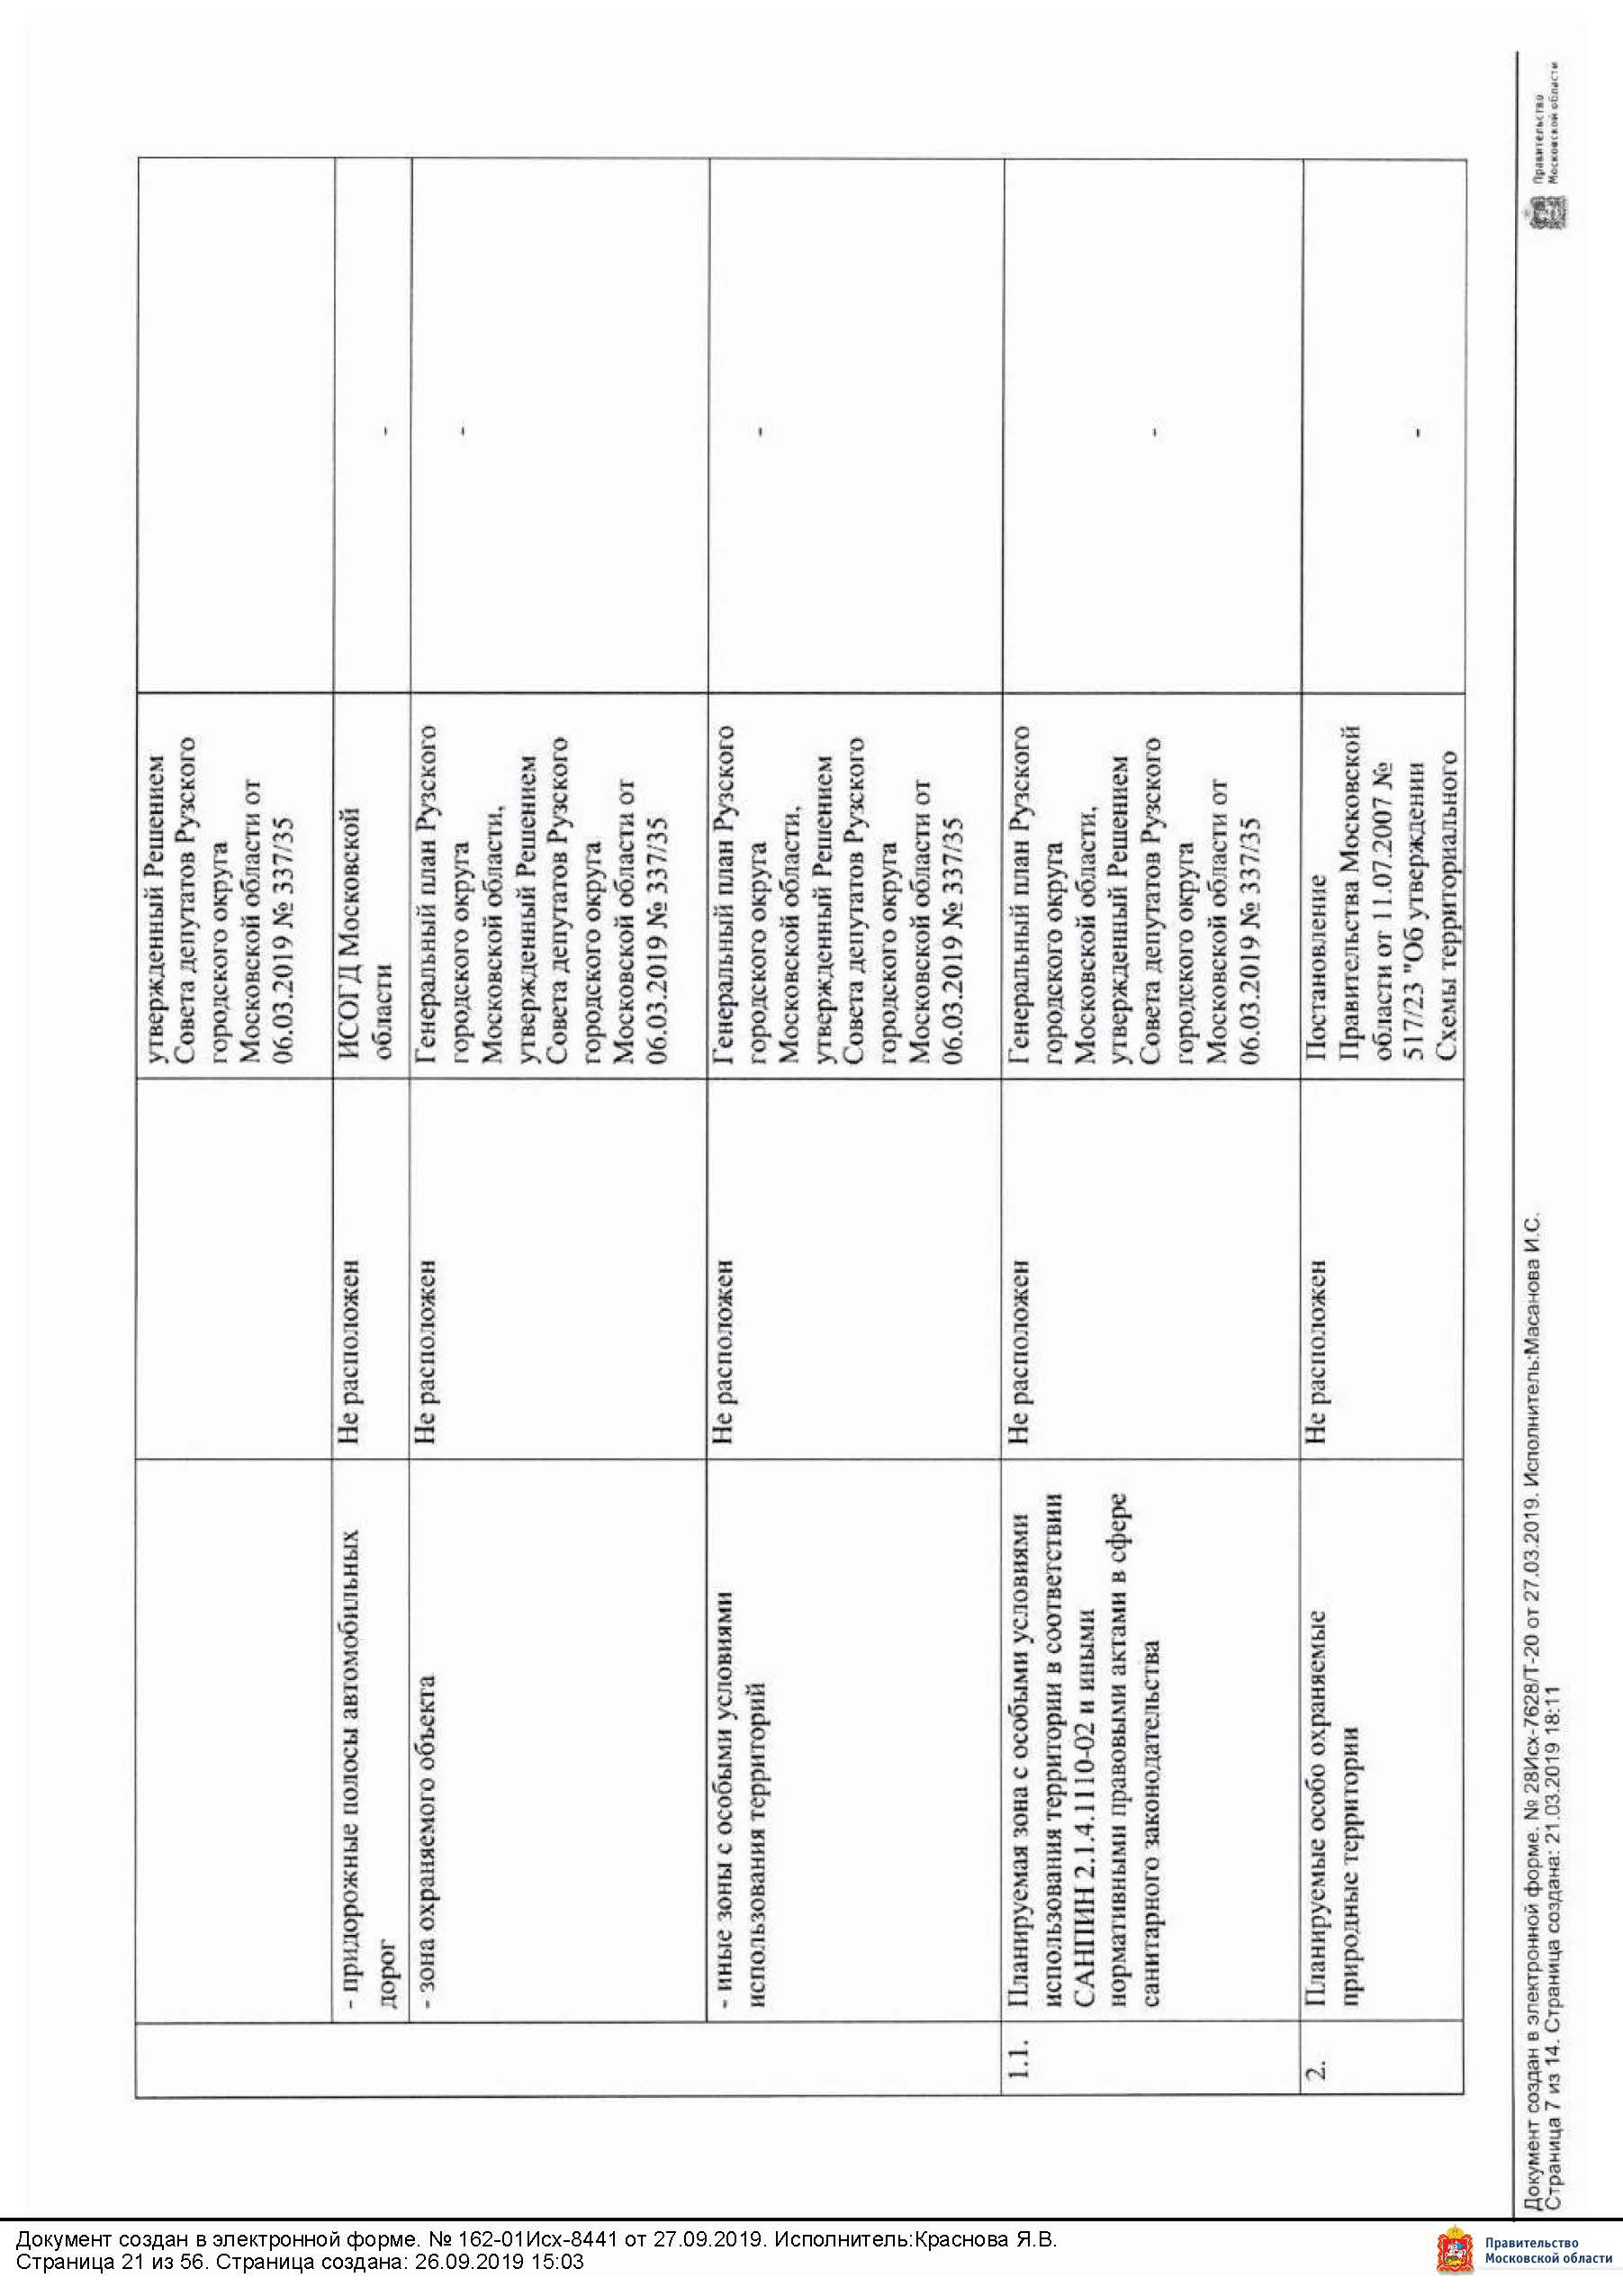 утвержденный Решением
Совета депутатов Рузского
городского округа
Московской области от
06.03.2019 № 337/35
- придорожные полосы автомобильных
дорог
Не расположен
ИСОГД Московской
области
-
- зона охраняемого объекта
Не расположен
Генеральный план Рузского
городского округа
Московской области,
утвержденный Решением
Совета депутатов Рузского
городского округа
Московской области от
06.03.2019 № 337/35
-
- иные зоны с особыми условиями
использования территорий
Не расположен
Генеральный план Рузского
городского округа
Московской области,
утвержденный Решением
Совета депутатов Рузского
городского округа
Московской области от
06.03.2019 № 337/35
-
1.1.
Планируемая зона с особыми условиями
использования территории в соответствии
САНПИН 2.1.4.1110-02 и иными
нормативными правовыми актами в сфере
санитарного законодательства
Не расположен
Генеральный план Рузского
городского округа
Московской области,
утвержденный Решением
Совета депутатов Рузского
городского округа
Московской области от
06.03.2019 № 337/35
-
2.
Планируемые особо охраняемые
природные территории
Не расположен
Постановление
Правительства Московской
области от 11.07.2007 №
517/23 "Об утверждении
Схемы территориального
-
Документ создан в электронной форме. № 28Исх-7628/Т-20 от 27.03.2019. Исполнитель:Масанова И.С.
Страница 7 из 14. Страница создана: 21.03.2019 18:11
Правительство
Московской области
Документ создан в электронной форме. № 162-01Исх-8441 от 27.09.2019. Исполнитель:Краснова Я.В.
Страница 21 из 56. Страница создана: 26.09.2019 15:03
Правительство
Московской области